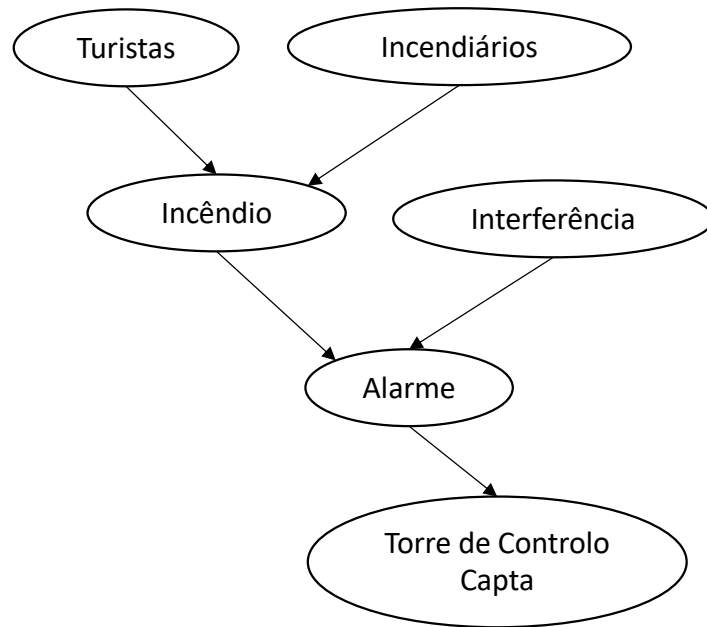 Turistas
Incendiários
Incêndio
Interferência
Alarme
Torre de Controlo
Capta